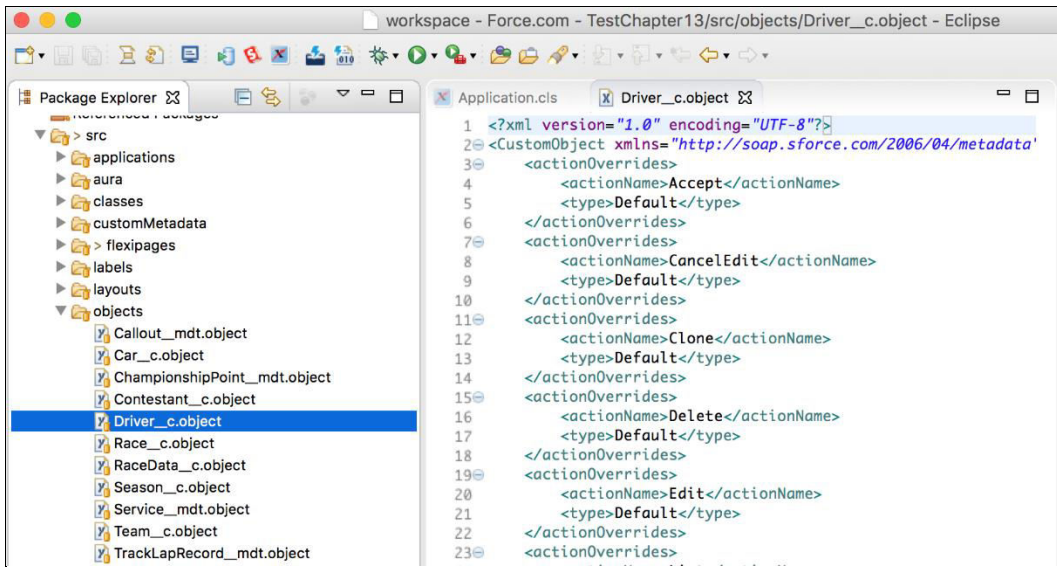 workspace - Force.com - TestChapter13/src/objects/Driver__c.object - Eclipse
Package Explorer
Application.cls
Driver__c.object
Referenced Packages
> src
applications
aura
classes
customMetadata
> flexipages
labels
layouts
objects
Callout__mdt.object
Car__c.object
ChampionshipPoint__mdt.object
Contestant__c.object
Driver__c.object
Race__c.object
RaceData__c.object
Season__c.object
Service__mdt.object
Team__c.object
TrackLapRecord__mdt.object
1 <?xml version="1.0" encoding="UTF-8"?>
2 <CustomObject xmlns="http://soap.sforce.com/2006/04/metadata"
3 <actionOverrides>
4 <actionName>Accept</actionName>
5 <type>Default</type>
6 </actionOverrides>
7 <actionOverrides>
8 <actionName>CancelEdit</actionName>
9 <type>Default</type>
10 </actionOverrides>
11 <actionOverrides>
12 <actionName>Clone</actionName>
13 <type>Default</type>
14 </actionOverrides>
15 <actionOverrides>
16 <actionName>Delete</actionName>
17 <type>Default</type>
18 </actionOverrides>
19 <actionOverrides>
20 <actionName>Edit</actionName>
21 <type>Default</type>
22 </actionOverrides>
23 <actionOverrides>